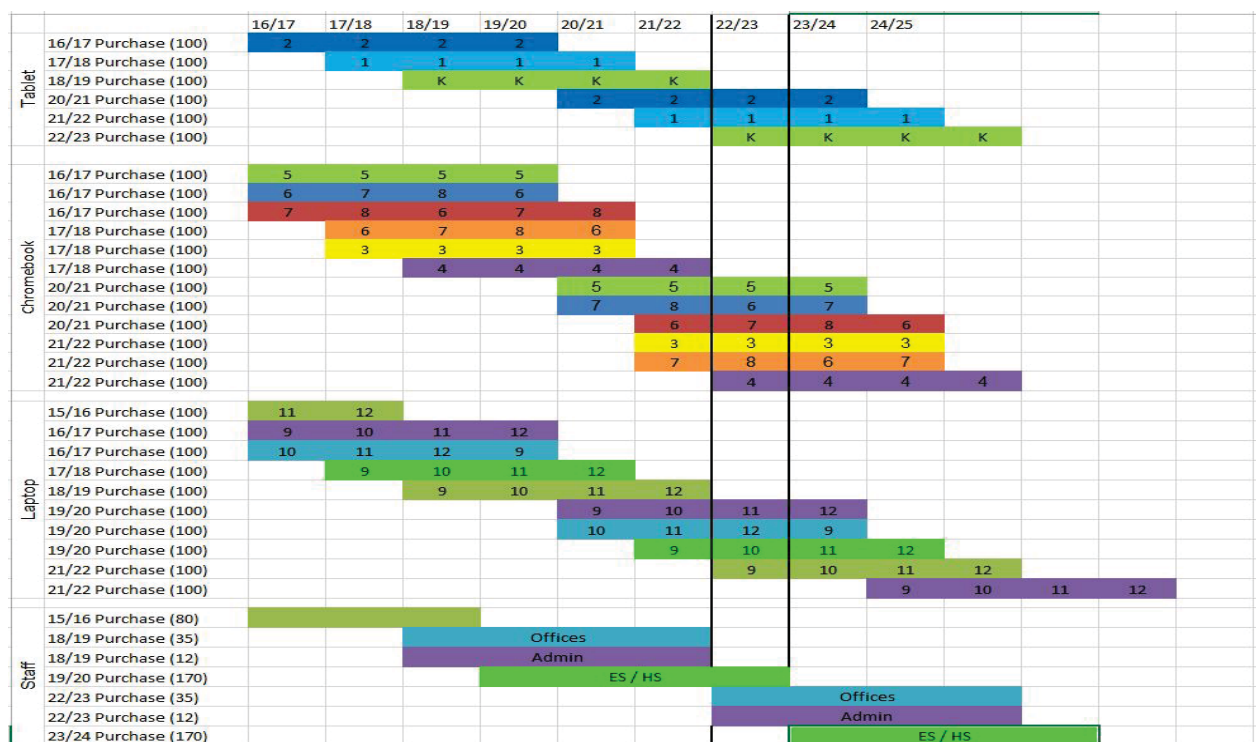 16/17 17/18 18/19 19/20 20/21 21/22 22/23 23/24 24/25
Tablet
16/17 Purchase (100) 2 2 2 2
17/18 Purchase (100) 1 1 1 1
18/19 Purchase (100) K K K K
20/21 Purchase (100) 2 2 2 2
21/22 Purchase (100) 1 1 1 1
22/23 Purchase (100) K K K K
Chromebook
16/17 Purchase (100) 5 5 5 5
16/17 Purchase (100) 6 7 8 6
16/17 Purchase (100) 7 8 6 7 8
17/18 Purchase (100) 6 7 8 6
17/18 Purchase (100) 3 3 3 3
17/18 Purchase (100) 4 4 4 4
20/21 Purchase (100) 5 5 5 5
20/21 Purchase (100) 7 8 6 7
20/21 Purchase (100) 6 7 8 6
21/22 Purchase (100) 3 3 3 3
21/22 Purchase (100) 7 8 6 7
21/22 Purchase (100) 4 4 4 4
Laptop
15/16 Purchase (100) 11 12
16/17 Purchase (100) 9 10 11 12
16/17 Purchase (100) 10 11 12 9
17/18 Purchase (100) 9 10 11 12
18/19 Purchase (100) 9 10 11 12
19/20 Purchase (100) 9 10 11 12
19/20 Purchase (100) 10 11 12 9
19/20 Purchase (100) 9 10 11 12
21/22 Purchase (100) 9 10 11 12
21/22 Purchase (100) 9 10 11 12
Staff
15/16 Purchase (80)
18/19 Purchase (35) Offices
18/19 Purchase (12) Admin
19/20 Purchase (170) ES / HS
22/23 Purchase (35) Offices
22/23 Purchase (12) Admin
23/24 Purchase (170) ES / HS